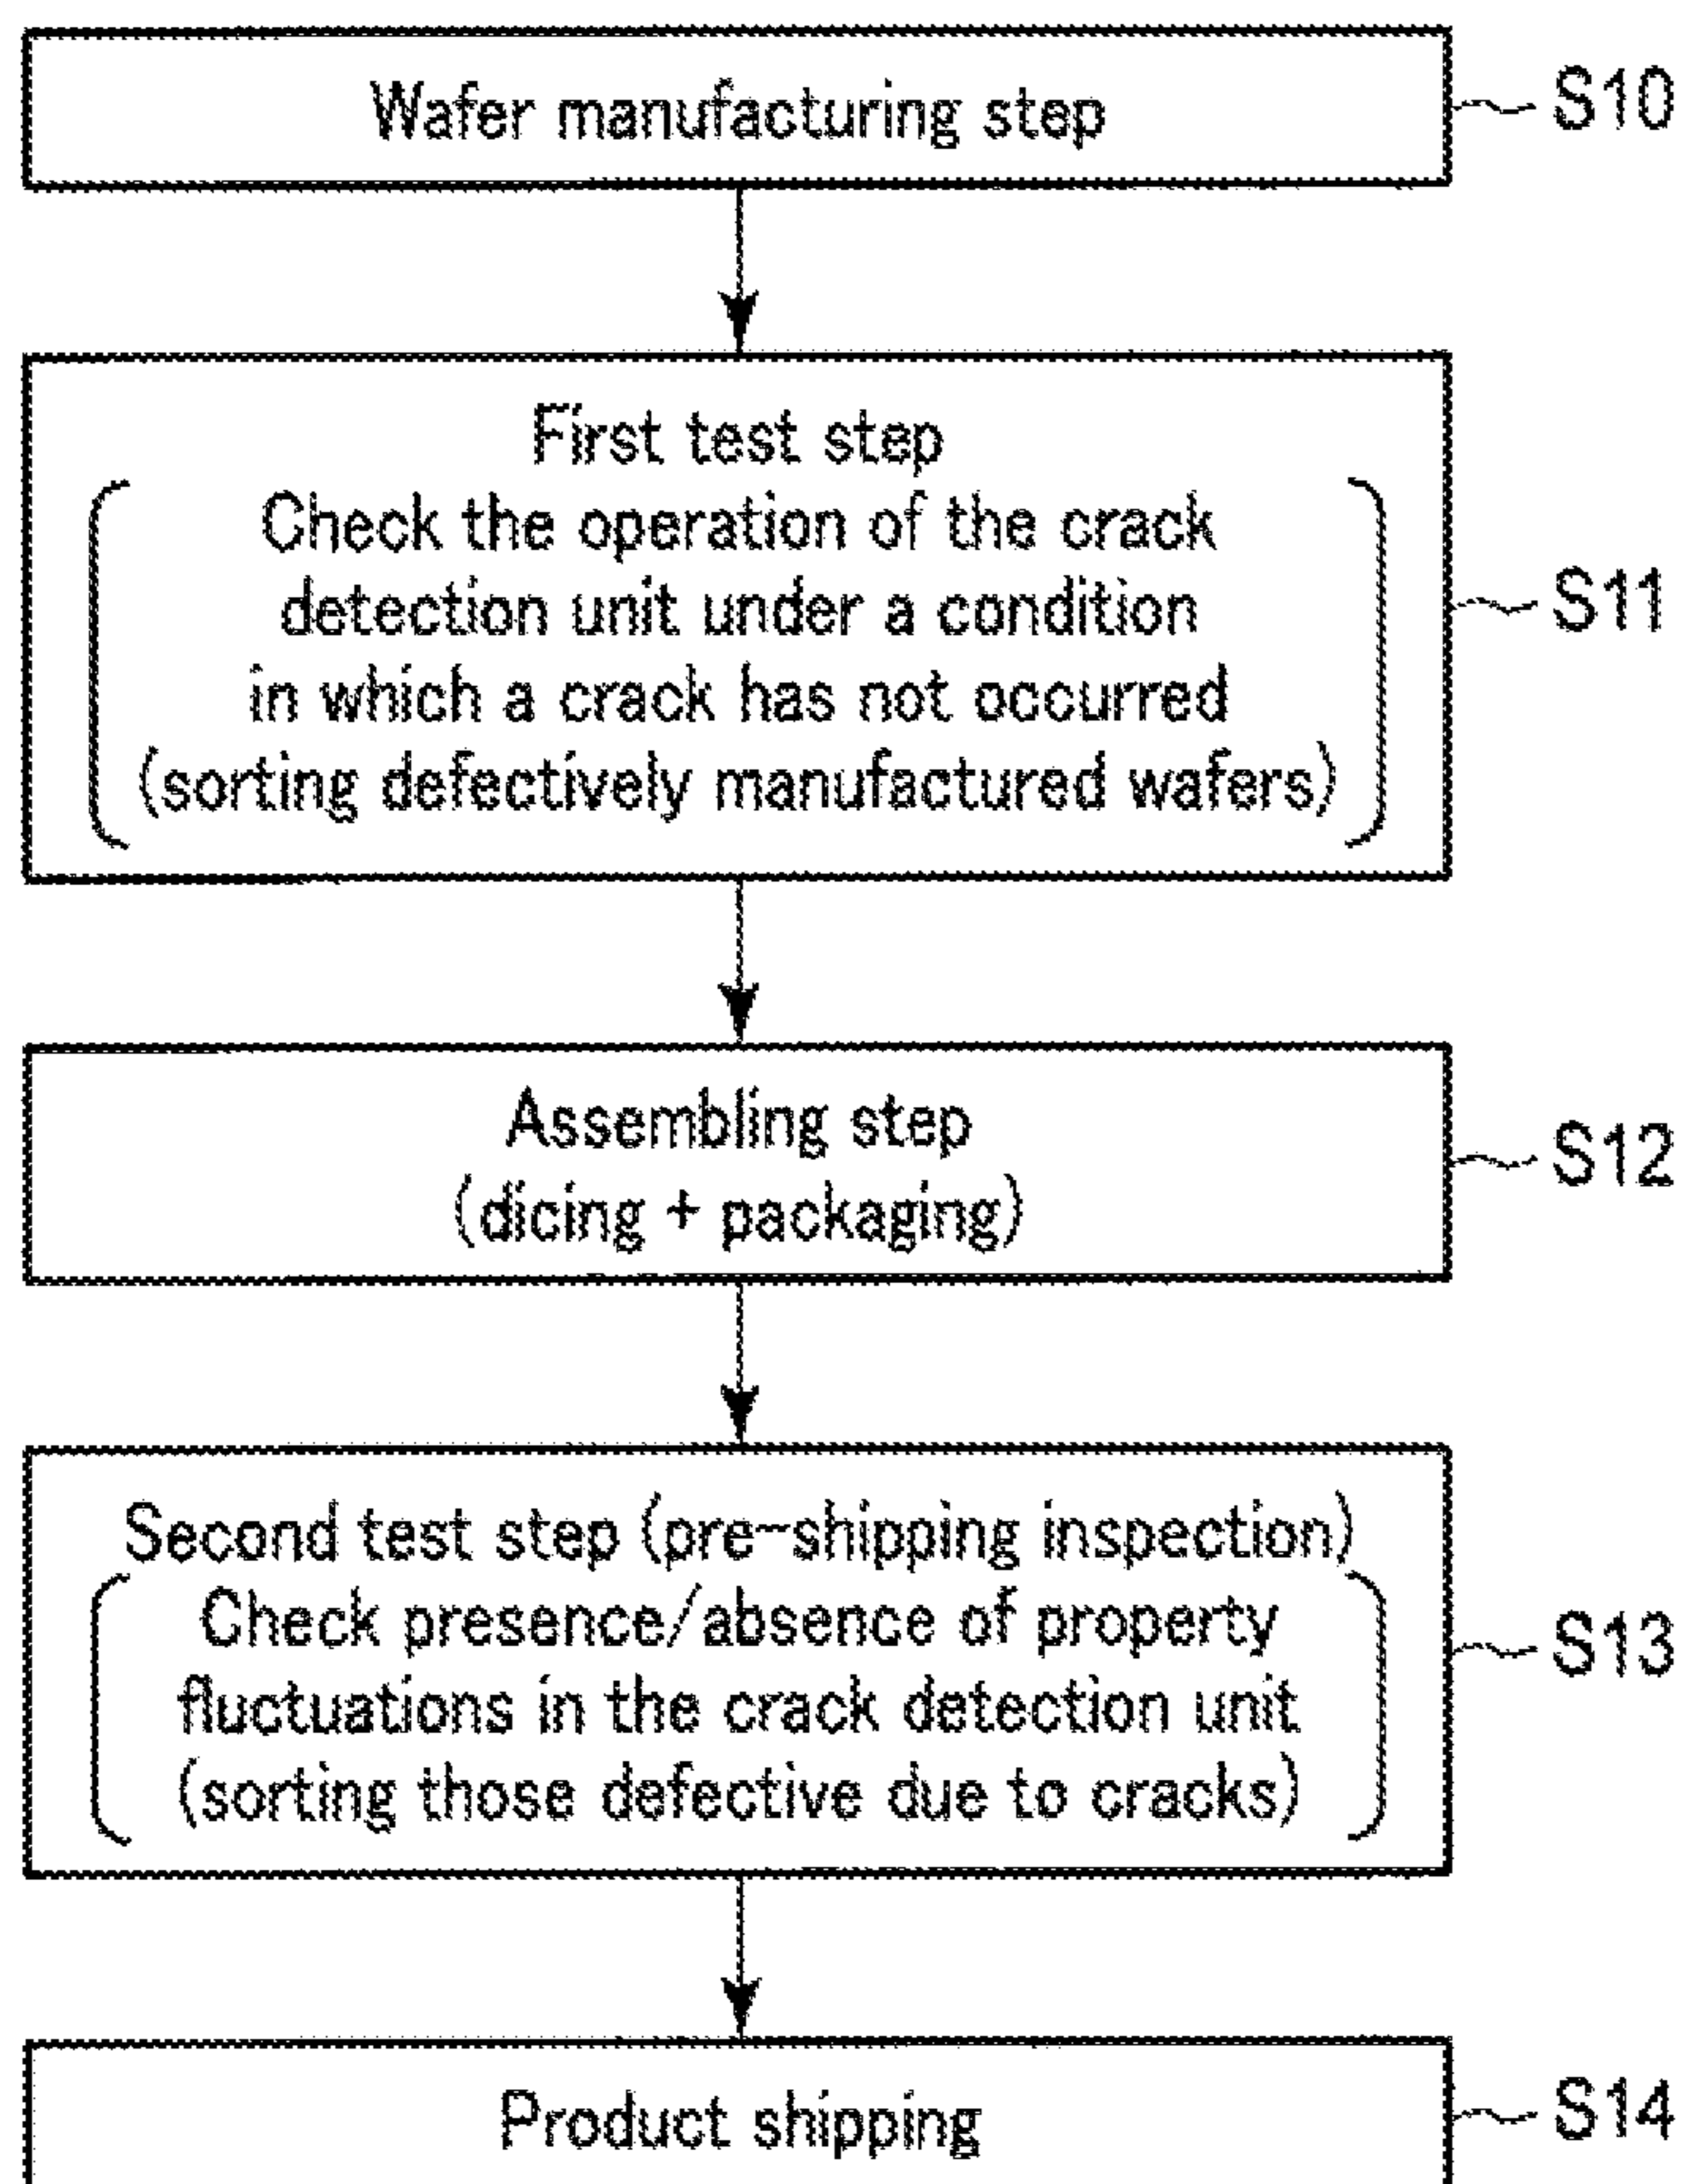 Wafer manufacturing step
S10
First test step
Check the operation of the crack
detection unit under a condition
in which a crack has not occurred
(sorting defectively manufactured wafers)
S11
Assembling step
(dicing + packaging)
S12
Second test step (pre-shipping inspection)
Check presence/absence of property
fluctuations in the crack detection unit
(sorting those defective due to cracks)
S13
Product shipping
S14